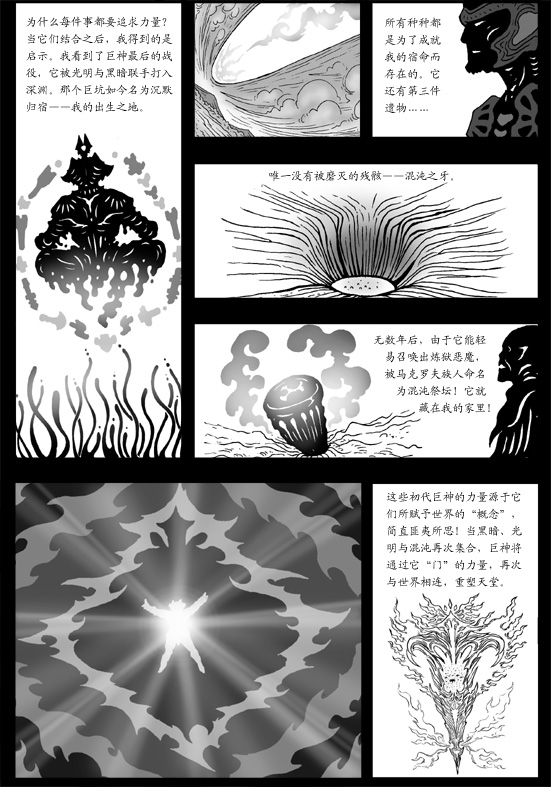 为什么每件事都要追求力量？
当它们结合之后，我得到的是
启示。我看到了巨神最后的战
役，它被光明与黑暗联手打入
深渊。那个巨坑如今名为沉默
归宿——我的出生之地。
所有种种都
是为了成就
我的宿命而
存在的。它
还有第三件
遗物……
唯一没有被磨灭的残骸——混沌之牙。
无数年后，由于它能轻
易召唤出炼狱恶魔，
被马克罗夫族人命名
为混沌祭坛！它就
藏在我的家里！
这些初代巨神的力量源于它
们所赋予世界的“概念”，
简直匪夷所思！当黑暗、光
明与混沌再次集合，巨神将
通过它“门”的力量，再次
与世界相连，重塑天堂。